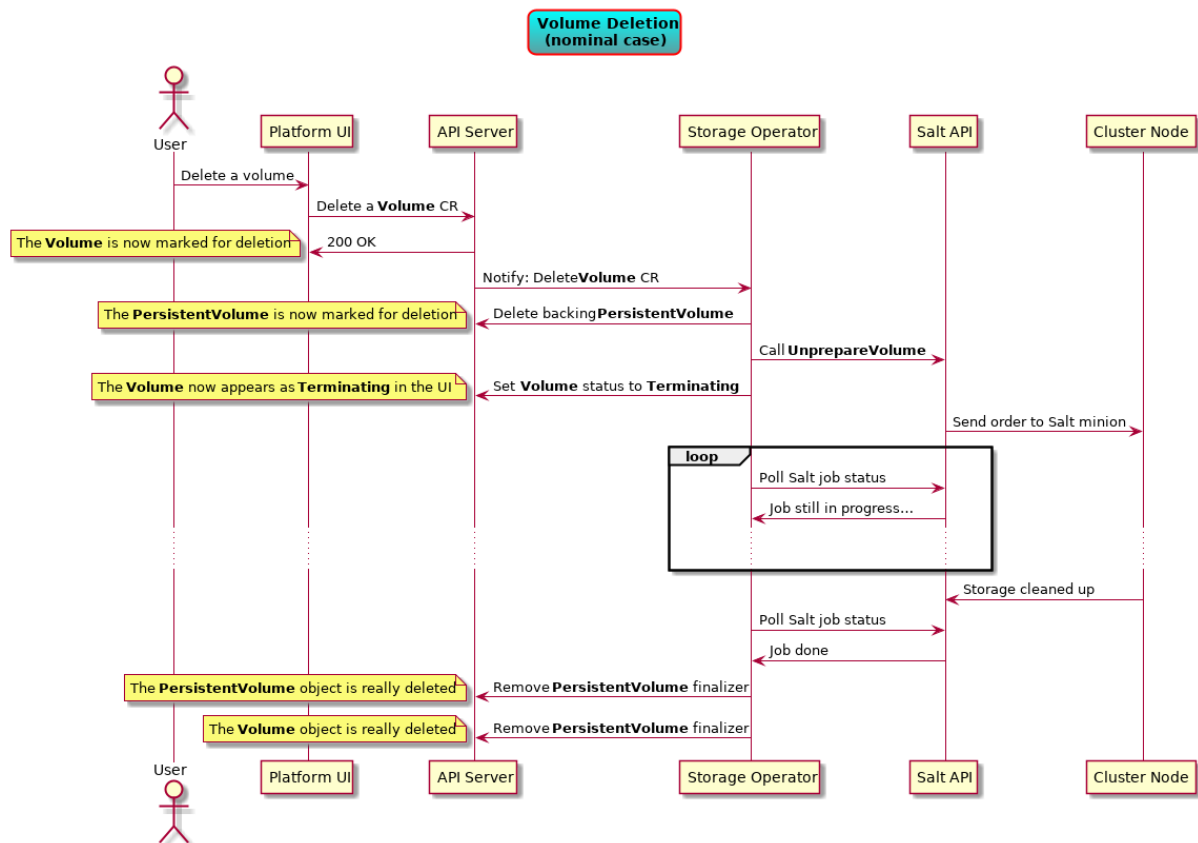 Volume Deletion
(nominal case)
User
Platform UI
API Server
Storage Operator
Salt API
Cluster Node
Delete a volume
Delete a Volume CR
The Volume is now marked for deletion
200 OK
Notify: DeleteVolume CR
The PersistentVolume is now marked for deletion
Delete backingPersistentVolume
Call UnprepareVolume
The Volume now appears as Terminating in the UI
Set Volume status to Terminating
Send order to Salt minion
loop
Poll Salt job status
Job still in progress...
Storage cleaned up
Poll Salt job status
Job done
The PersistentVolume object is really deleted
Remove PersistentVolume finalizer
The Volume object is really deleted
Remove PersistentVolume finalizer
User
Platform UI
API Server
Storage Operator
Salt API
Cluster Node